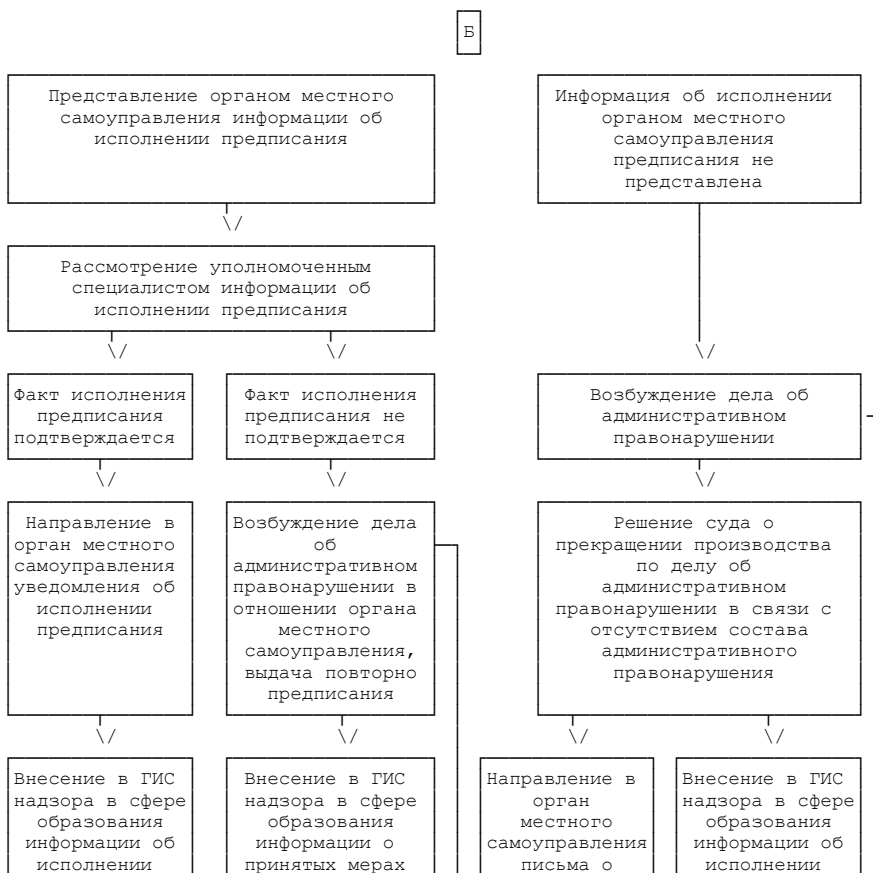 Б
Представление органом местного
самоуправления информации об
исполнении предписания
Информация об исполнении
органом местного
самоуправления
предписания не
представлена
Рассмотрение уполномоченным
специалистом информации об
исполнении предписания
Факт исполнения
предписания
подтверждается
Факт исполнения
предписания не
подтверждается
Возбуждение дела об
административном
правонарушении
Направление в
орган местного
самоуправления
уведомления об
исполнении
предписания
Возбуждение дела
об
административном
правонарушении в
отношении органа
местного
самоуправления,
выдача повторно
предписания
Решение суда о
прекращении производства
по делу об
административном
правонарушении в связи с
отсутствием состава
административного
правонарушения
Внесение в ГИС
надзора в сфере
образования
информации об
исполнении
Внесение в ГИС
надзора в сфере
образования
информации о
принятых мерах
Направление в
орган
местного
самоуправления
письма о
Внесение в ГИС
надзора в сфере
образования
информации об
исполнении